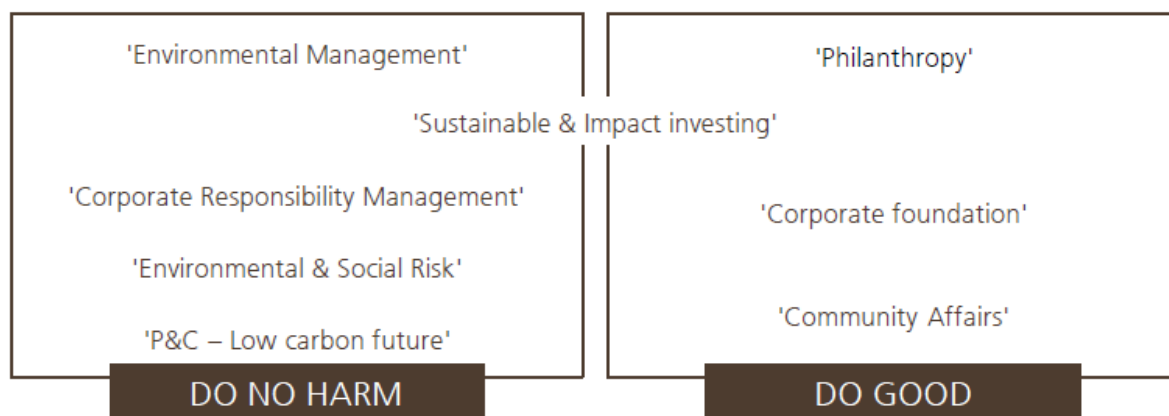 'Environmental Management'
'Philanthropy'
'Sustainable & Impact investing'
'Corporate Responsibility Management'
'Corporate foundation'
'Environmental & Social Risk'
'Community Affairs'
'P&C – Low carbon future'
DO NO HARM
DO GOOD